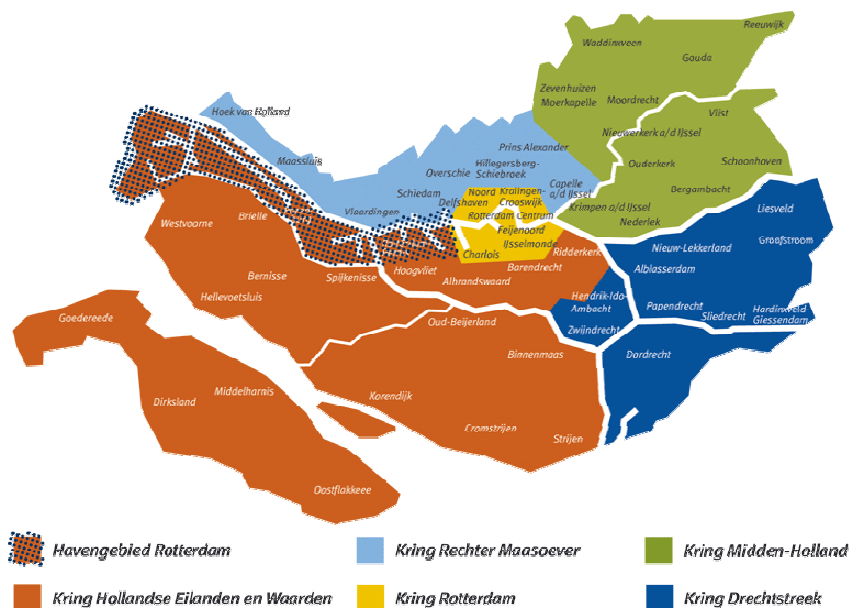 Reeuwijk
Waddinxveen
Gouda
Zevenhuizen
Moerkapelle
Moordrecht
Vlist
Hoek van Holland
Nieuwerkerk a/d IJssel
Prins Alexander
Maassluis
Hillegersberg-
Schiebroek
Ouderkerk
Schoonhoven
Overschie
Capelle
a/d IJssel
Bergambacht
Schiedam
Noord
Kralingen-
Crooswijk
Delfshaven
Krimpen a/d IJssel
Liesveld
Vlaardingen
Rotterdam Centrum
Nederlek
Brielle
Westvoorne
Feijenoord
IJsselmonde
Graafstroom
Nieuw-Lekkerland
Charlois
Ridderkerk
Barendrecht
Alblasserdam
Hoogvliet
Bernisse
Spijkenisse
Albrandswaard
Hellevoetsluis
Hendrik-Ido-
Ambacht
Papendrecht
Sliedrecht
Hardinxveld
Giessendam
Goedereede
Oud-Beijerland
Zwijndrecht
Binnenmaas
Dordrecht
Middelharnis
Dirksland
Korendijk
Cromstrijen
Strijen
Oostflakkeee
Havengebied Rotterdam
Kring Rechter Maasoever
Kring Midden-Holland
Kring Hollandse Eilanden en Waarden
Kring Rotterdam
Kring Drechtstreek